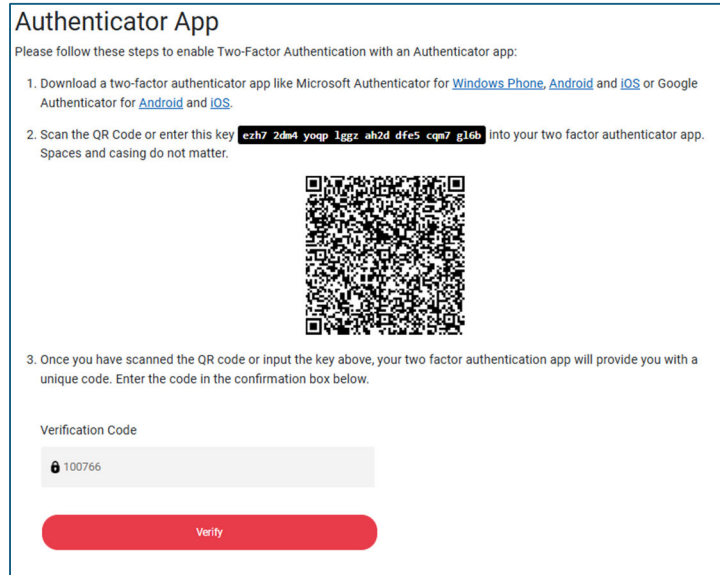 Authenticator App
Please follow these steps to enable Two-Factor Authentication with an Authenticator app:
1. Download a two-factor authenticator app like Microsoft Authenticator for Windows Phone, Android and iOS or Google
Authenticator for Android and iOS.
2. Scan the QR Code or enter this key ezh7 2dm4 yoqp lggz ah2d dfe5 cqm7 gl6b into your two factor authenticator app.
Spaces and casing do not matter.
3. Once you have scanned the QR code or input the key above, your two factor authentication app will provide you with a
unique code. Enter the code in the confirmation box below.
Verification Code
100766
Verify